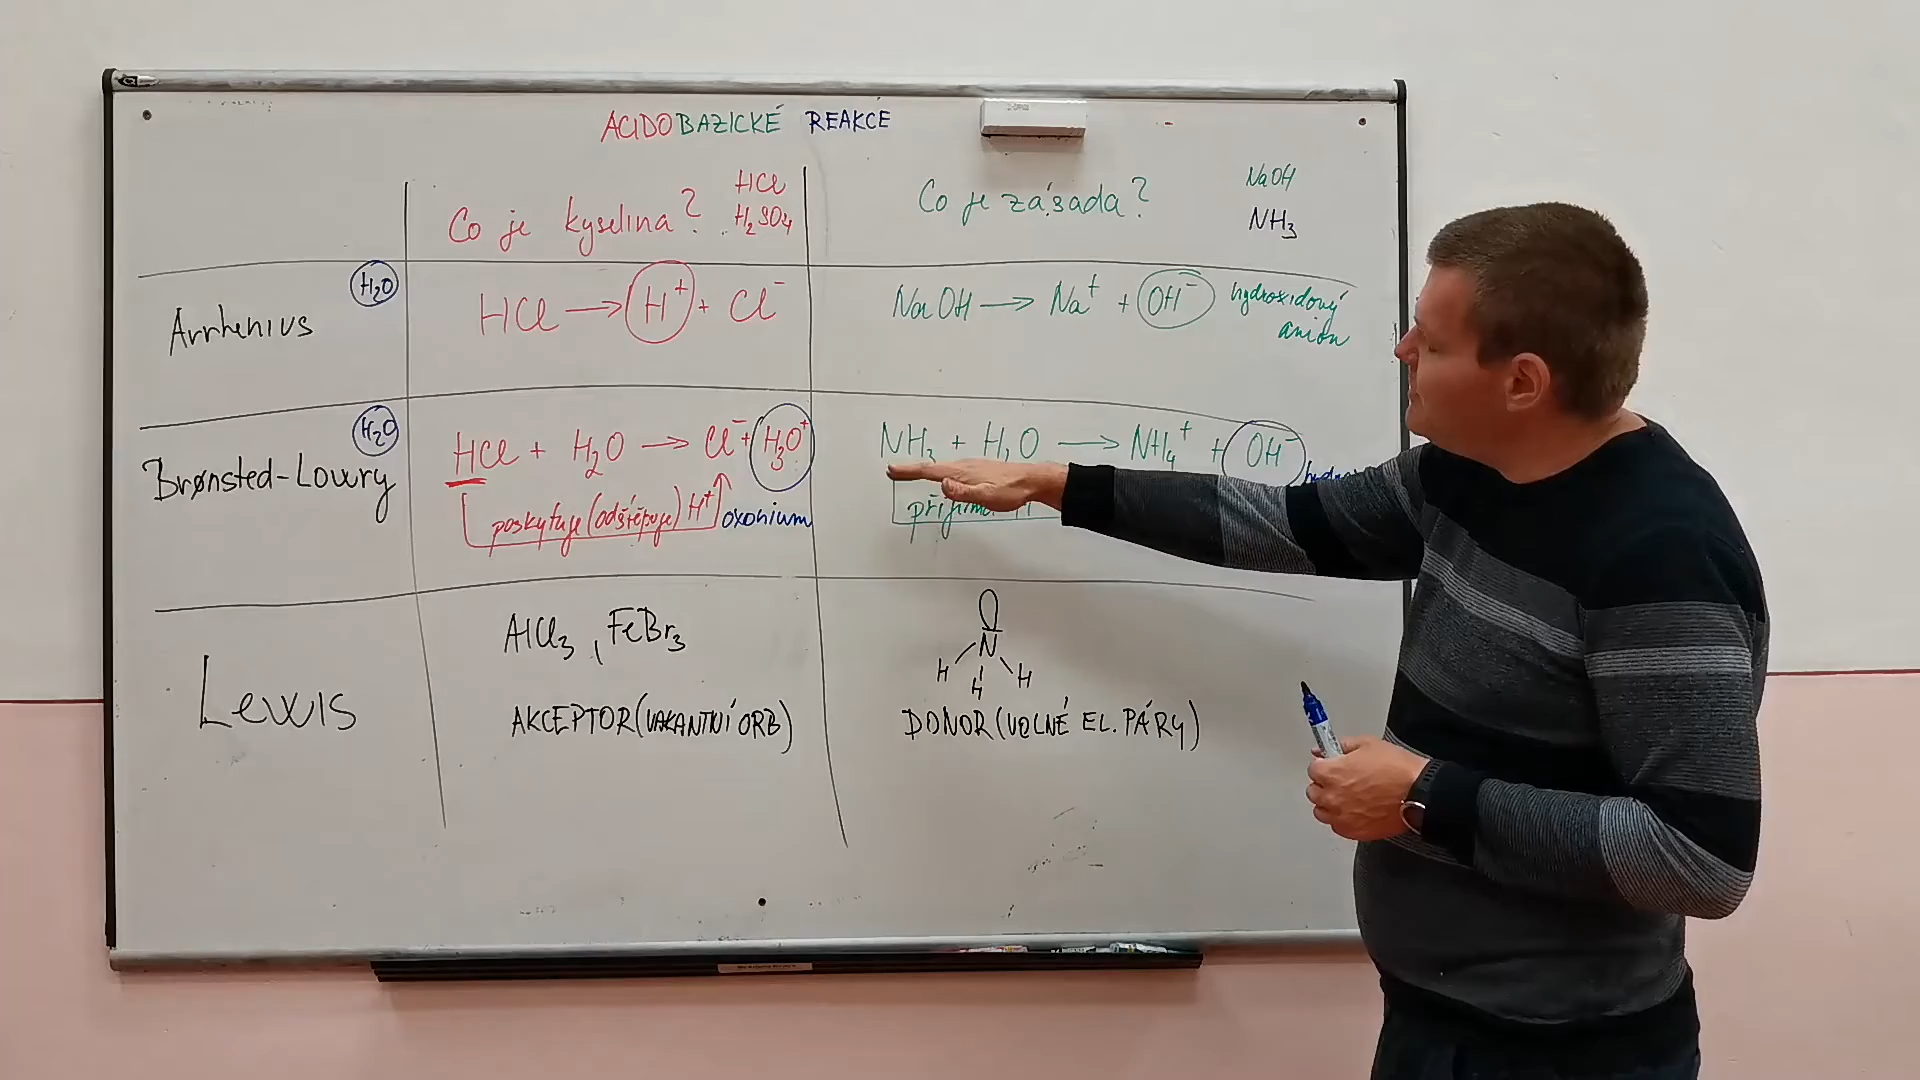 ACIDOBAZICKÉ REAKCE
Co je kyselina?
HCl
H2SO4
Co je zásada?
NaOH
NH3
Arrhenius
H2O
HCl → H+ + Cl-
NaOH → Na+ + OH-
hydroxidový
anion
Brønsted-Lowry
H2O
HCl + H2O → Cl- + H3O+
poskytuje (odštěpuje) H+
oxonium
NH3 + H2O → NH4+ + OH-
Lewis
AlCl3, FeBr3
AKCEPTOR (VAKANTNÍ ORB)
N
H H H
DONOR (VOLNÉ EL. PÁRY)